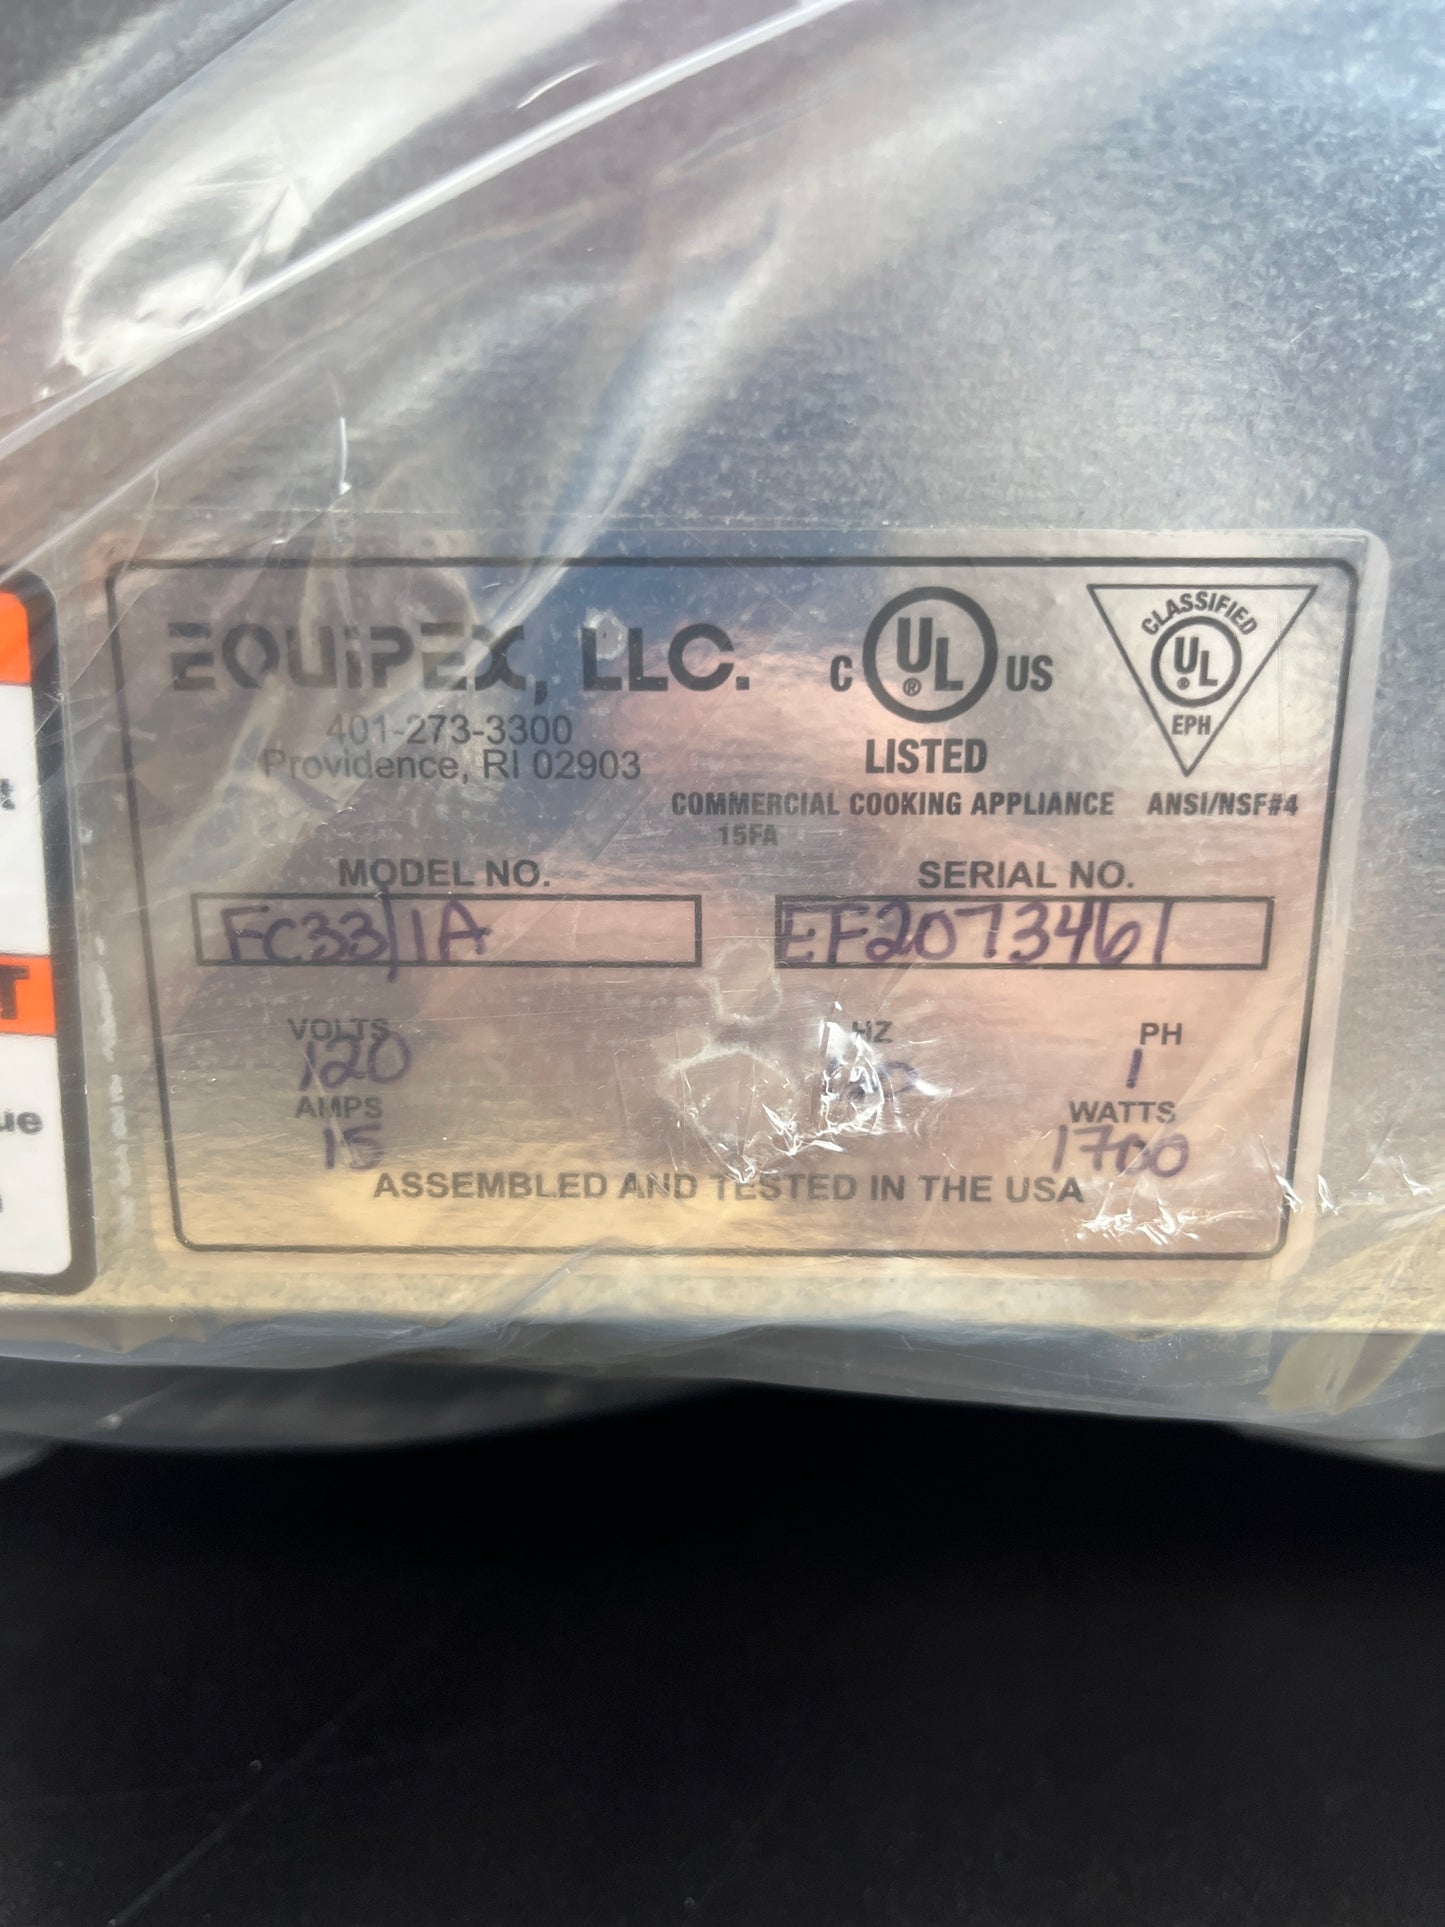 EQUIPEX, LLC.
401-273-3300
Providence, RI 02903
C UL® US
LISTED
CLASSIFIED
UL®
EPH
COMMERCIAL COOKING APPLIANCE ANSI/NSF#4
15FA
MODEL NO. SERIAL NO.
FC33/1A EF2073461
VOLTS HZ PH
120 1
AMPS WATTS
15 1700
ASSEMBLED AND TESTED IN THE USA
T
ue